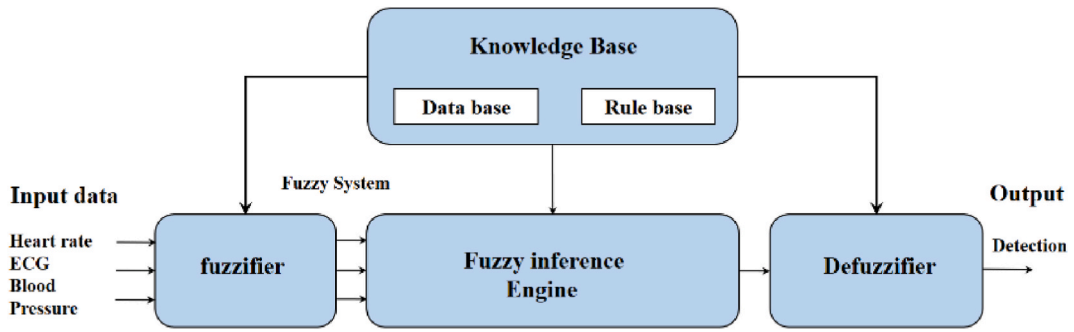 Knowledge Base
Data base
Rule base
Fuzzy System
Input data
Output
Heart rate
ECG
Blood
Pressure
fuzzifier
Fuzzy inference
Engine
Defuzzifier
Detection